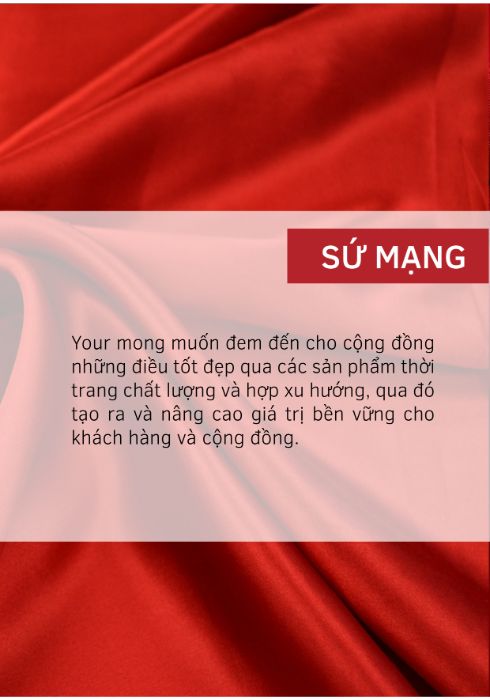 SỨ MẠNG
Your mong muốn đem đến cho cộng đồng
những điều tốt đẹp qua các sản phẩm thời
trang chất lượng và hợp xu hướng, qua đó
tạo ra và nâng cao giá trị bền vững cho
khách hàng và cộng đồng.